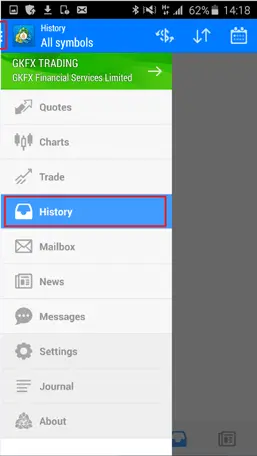 62% 14:18
History
All symbols
GKFX TRADING
GKFX Financial Services Limited
Quotes
Charts
Trade
History
Mailbox
News
Messages
Settings
Journal
About